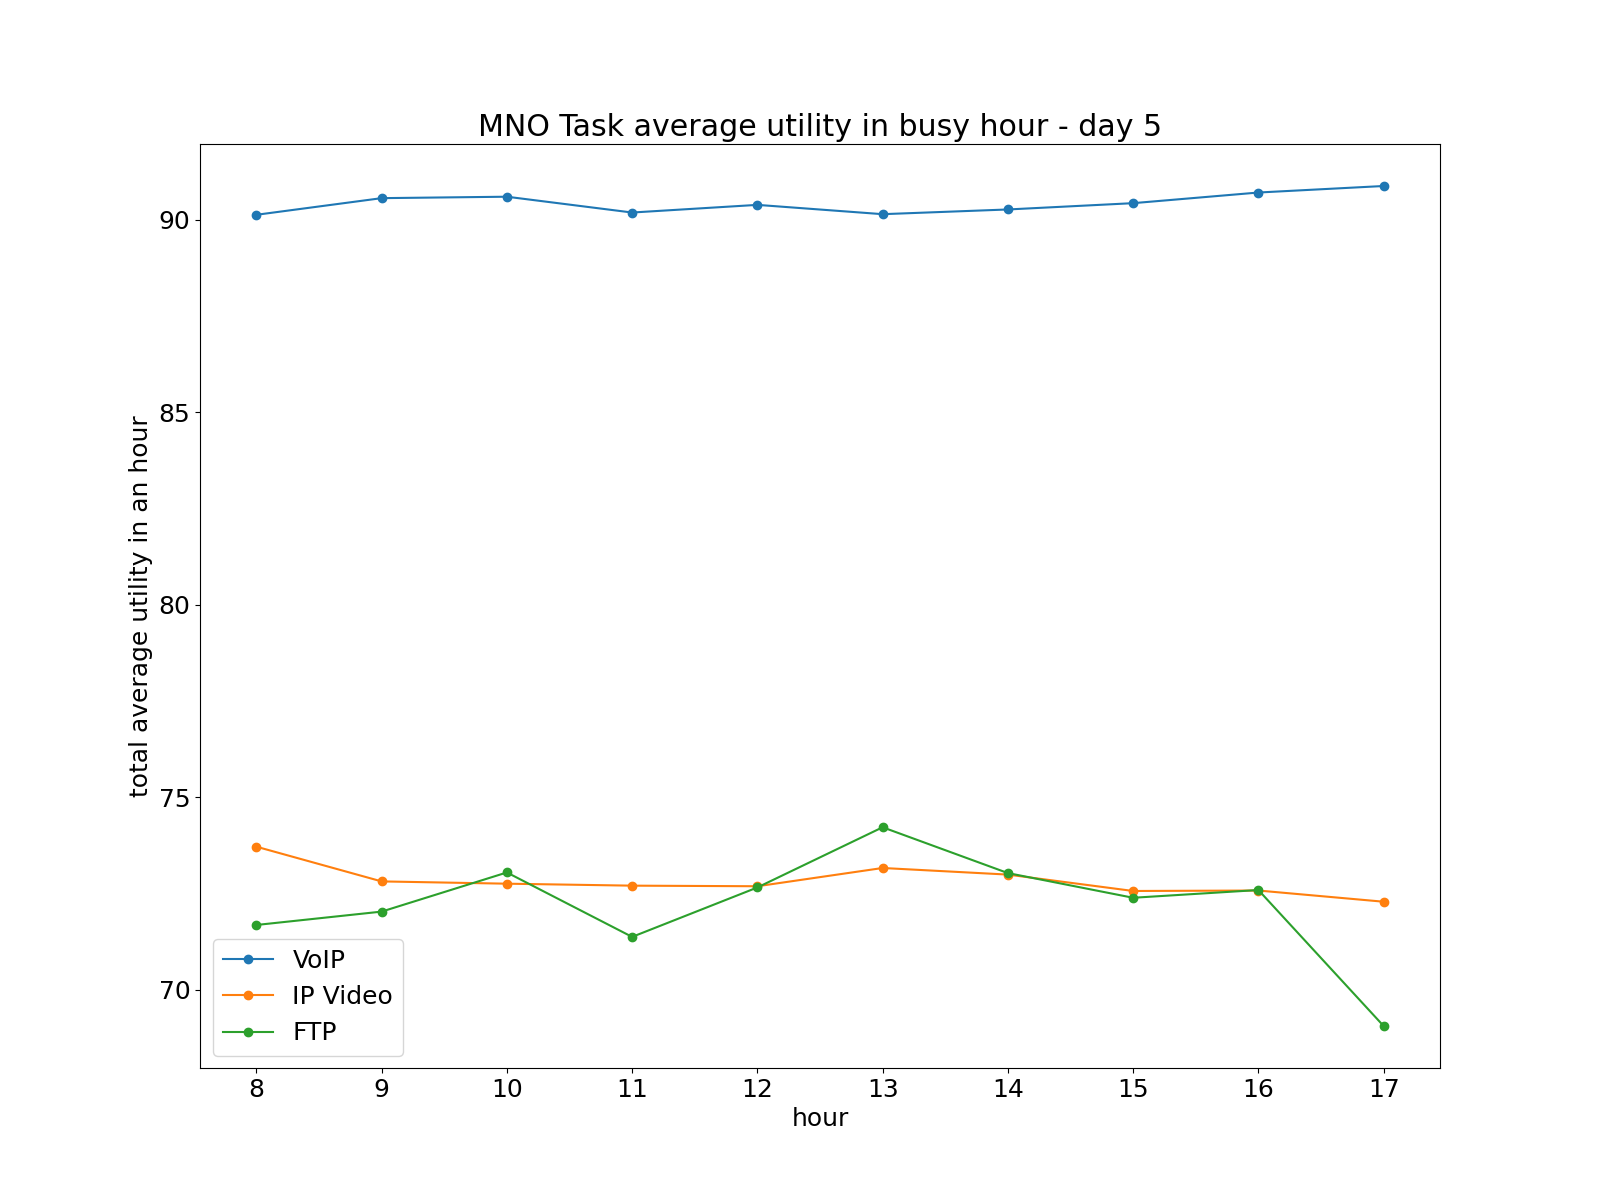 MNO Task average utility in busy hour - day 5
total average utility in an hour
90
85
80
75
70
VoIP
IP Video
FTP
8 9 10 11 12 13 14 15 16 17
hour